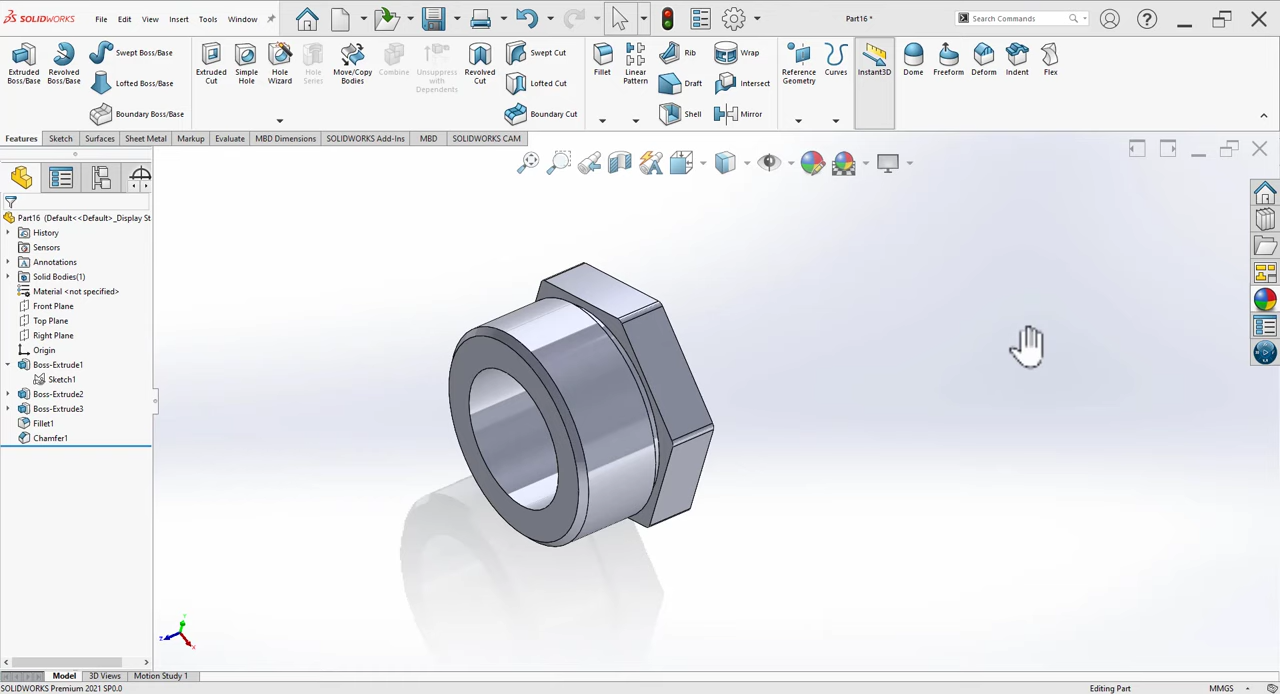 SOLIDWORKS File Edit View Insert Tools Window Part16 * Search Commands
Extruded Boss/Base
Revolved Boss/Base
Swept Boss/Base
Lofted Boss/Base
Boundary Boss/Base
Extruded Cut
Simple Hole
Hole Wizard
Hole Series
Move/Copy Bodies
Combine
Unsuppress with Dependents
Revolved Cut
Swept Cut
Lofted Cut
Boundary Cut
Fillet
Linear Pattern
Rib
Draft
Shell
Wrap
Intersect
Mirror
Reference Geometry
Curves
Instant3D
Dome
Freeform
Deform
Indent
Flex
Features Sketch Surfaces Sheet Metal Markup Evaluate MBD Dimensions SOLIDWORKS Add-Ins MBD SOLIDWORKS CAM
Part16 (Default<<Default>_Display St
History
Sensors
Annotations
Solid Bodies(1)
Material <not specified>
Front Plane
Top Plane
Right Plane
Origin
Boss-Extrude1
Sketch1
Boss-Extrude2
Boss-Extrude3
Fillet1
Chamfer1
Y
Z
X
Model 3D Views Motion Study 1
SOLIDWORKS Premium 2021 SP0.0 Editing Part MMGS